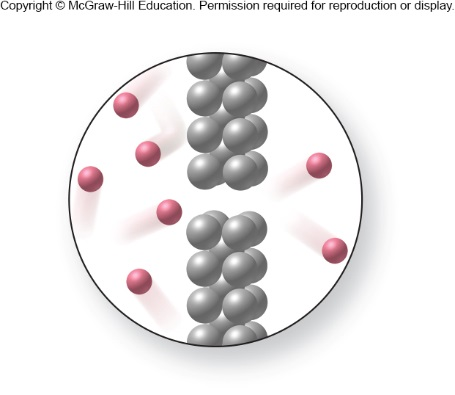 Copyright © McGraw-Hill Education. Permission required for reproduction or display.